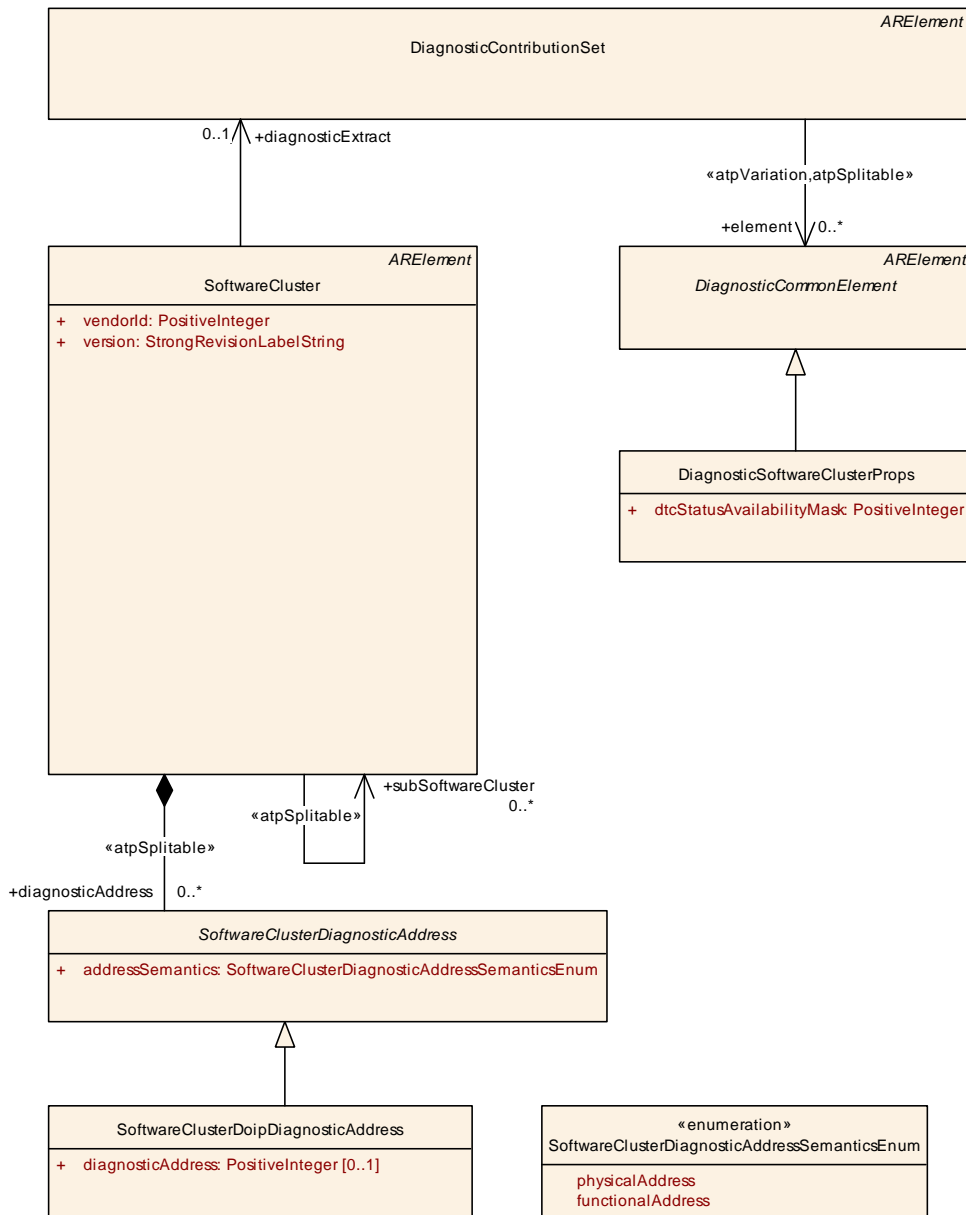 ARElement
DiagnosticContributionSet
0..1
+diagnosticExtract
«atpVariation,atpSplitable»
+element
0..*
ARElement
SoftwareCluster
+ vendorId: PositiveInteger
+ version: StrongRevisionLabelString
ARElement
DiagnosticCommonElement
DiagnosticSoftwareClusterProps
+ dtcStatusAvailabilityMask: PositiveInteger
+subSoftwareCluster
0..*
«atpSplitable»
«atpSplitable»
+diagnosticAddress
0..*
SoftwareClusterDiagnosticAddress
+ addressSemantics: SoftwareClusterDiagnosticAddressSemanticsEnum
SoftwareClusterDoipDiagnosticAddress
+ diagnosticAddress: PositiveInteger [0..1]
«enumeration»
SoftwareClusterDiagnosticAddressSemanticsEnum
physicalAddress
functionalAddress